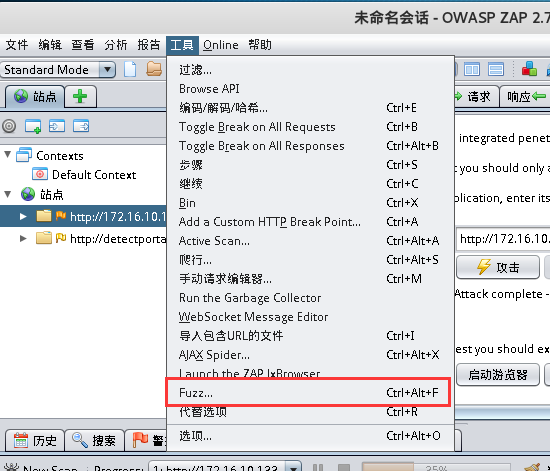 未命名会话 - OWASP ZAP 2.7
文件 编辑 查看 分析 报告 工具 Online 帮助
Standard Mode
站点 请求 响应
过滤...
Browse API
编码/解码/哈希... Ctrl+E
Toggle Break on All Requests Ctrl+B
Toggle Break on All Responses Ctrl+Alt+B
步骤 Ctrl+S
继续 Ctrl+C
Bin Ctrl+X
Add a Custom HTTP Break Point... Ctrl+A
Active Scan... Ctrl+Alt+A
爬行... Ctrl+Alt+S
手动请求编辑器... Ctrl+M
Run the Garbage Collector
WebSocket Message Editor
导入包含URL的文件 Ctrl+I
AJAX Spider... Ctrl+Alt+X
Launch the ZAP JxBrowser
Fuzz... Ctrl+Alt+F
代替选项 Ctrl+R
选项... Ctrl+Alt+O
Contexts
Default Context
站点
http://172.16.10.1
http://detectporta
integrated pene
you should only a
plication, enter its
http://172.16.10.
攻击
Attack complete -
est you should ex
启动浏览器
历史 搜索
New Scan Progress: 1: http://172.16.10.133 35%